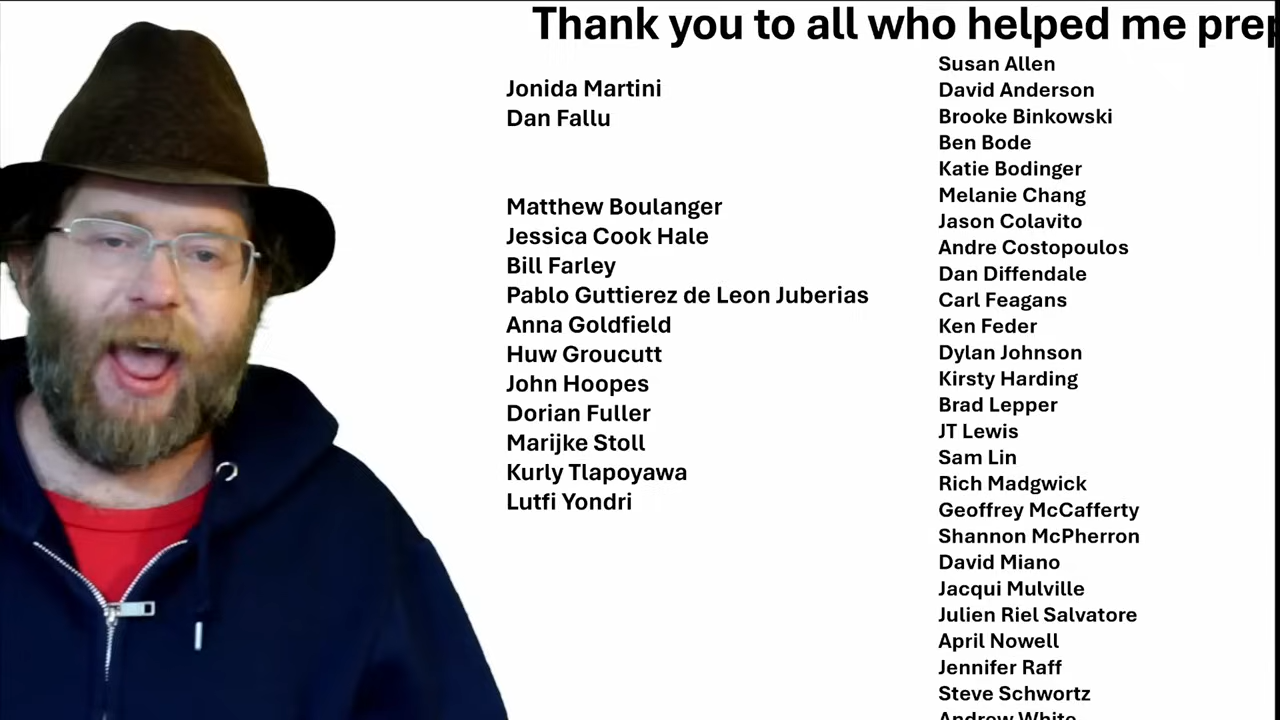 Thank you to all who helped me prep
Jonida Martini
Dan Fallu
Matthew Boulanger
Jessica Cook Hale
Bill Farley
Pablo Guttierez de Leon Juberias
Anna Goldfield
Huw Groucutt
John Hoopes
Dorian Fuller
Marijke Stoll
Kurly Tlapoyawa
Lutfi Yondri
Susan Allen
David Anderson
Brooke Binkowski
Ben Bode
Katie Bodinger
Melanie Chang
Jason Colavito
Andre Costopoulos
Dan Diffendale
Carl Feagans
Ken Feder
Dylan Johnson
Kirsty Harding
Brad Lepper
JT Lewis
Sam Lin
Rich Madgwick
Geoffrey McCafferty
Shannon McPherron
David Miano
Jacqui Mulville
Julien Riel Salvatore
April Nowell
Jennifer Raff
Steve Schwortz
Andrew White